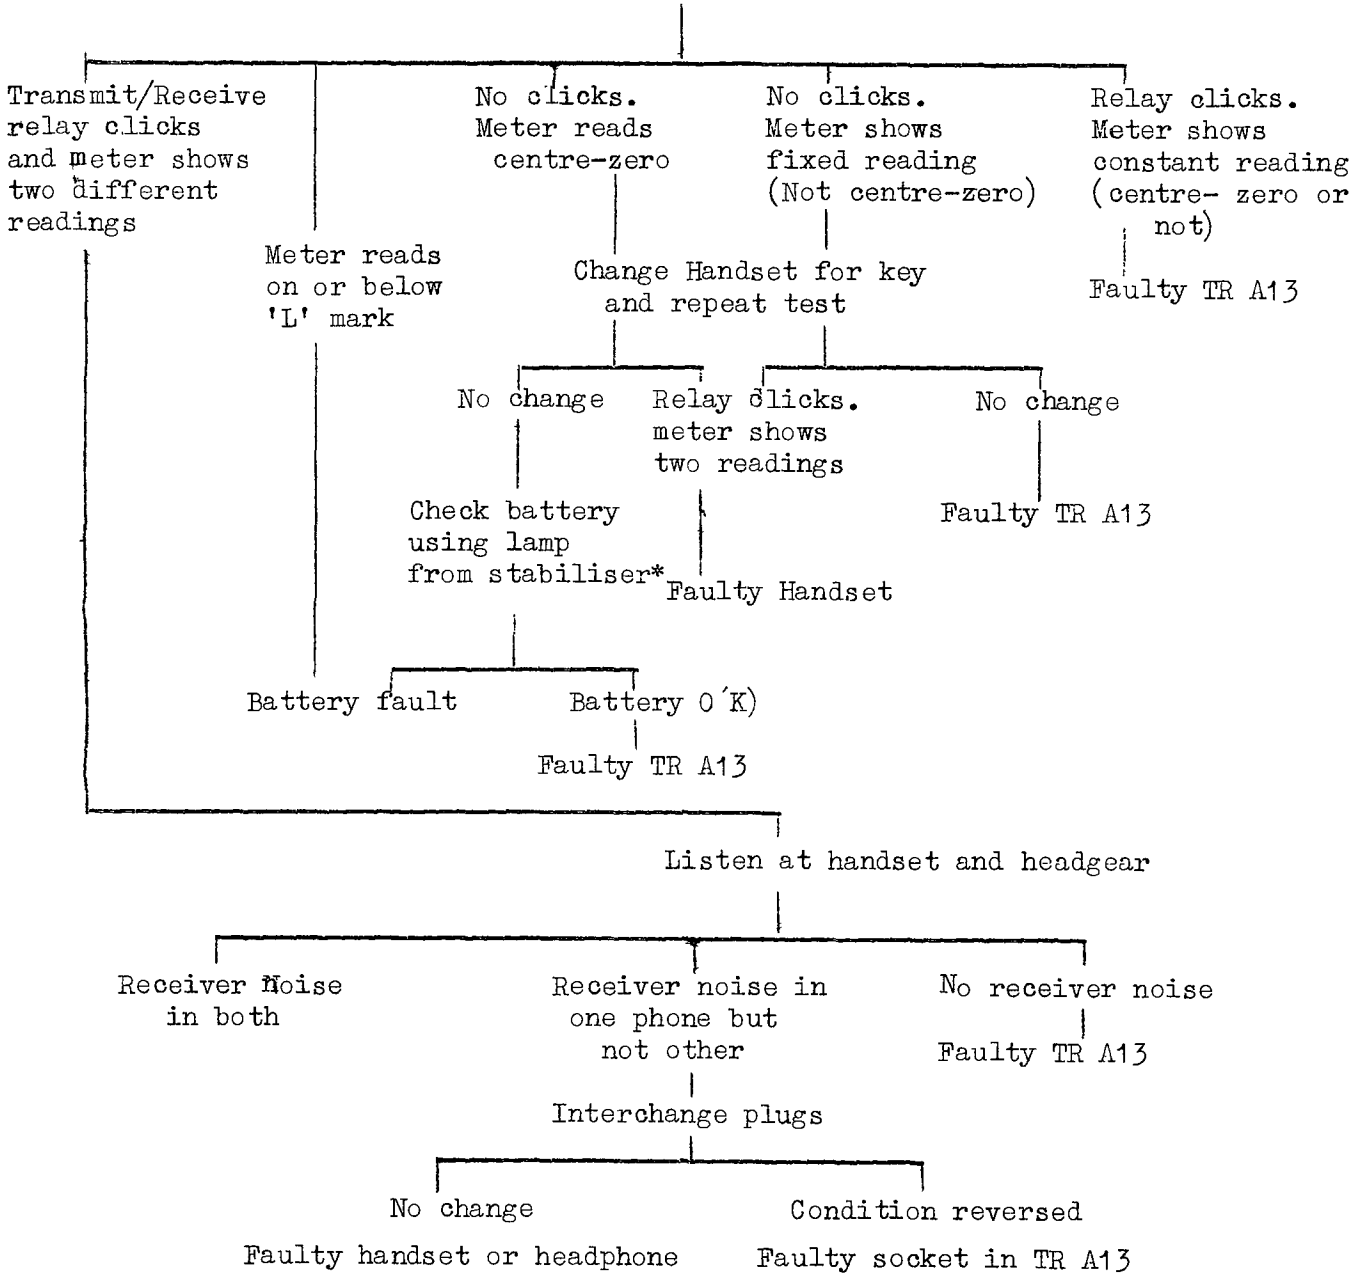 Transmit/Receive
relay clicks
and meter shows
two different
readings
Meter reads
on or below
'L' mark
No clicks.
Meter reads
centre-zero
No clicks.
Meter shows
fixed reading
(Not centre-zero)
Relay clicks.
Meter shows
constant reading
(centre- zero or
not)
Change Handset for key
and repeat test
Faulty TR A13
No change
Relay clicks.
meter shows
two readings
No change
Check battery
using lamp
from stabiliser*
Faulty Handset
Faulty TR A13
Battery fault
Battery O'K)
Faulty TR A13
Listen at handset and headgear
Receiver Noise
in both
Receiver noise in
one phone but
not other
No receiver noise
Faulty TR A13
Interchange plugs
No change
Faulty handset or headphone
Condition reversed
Faulty socket in TR A13